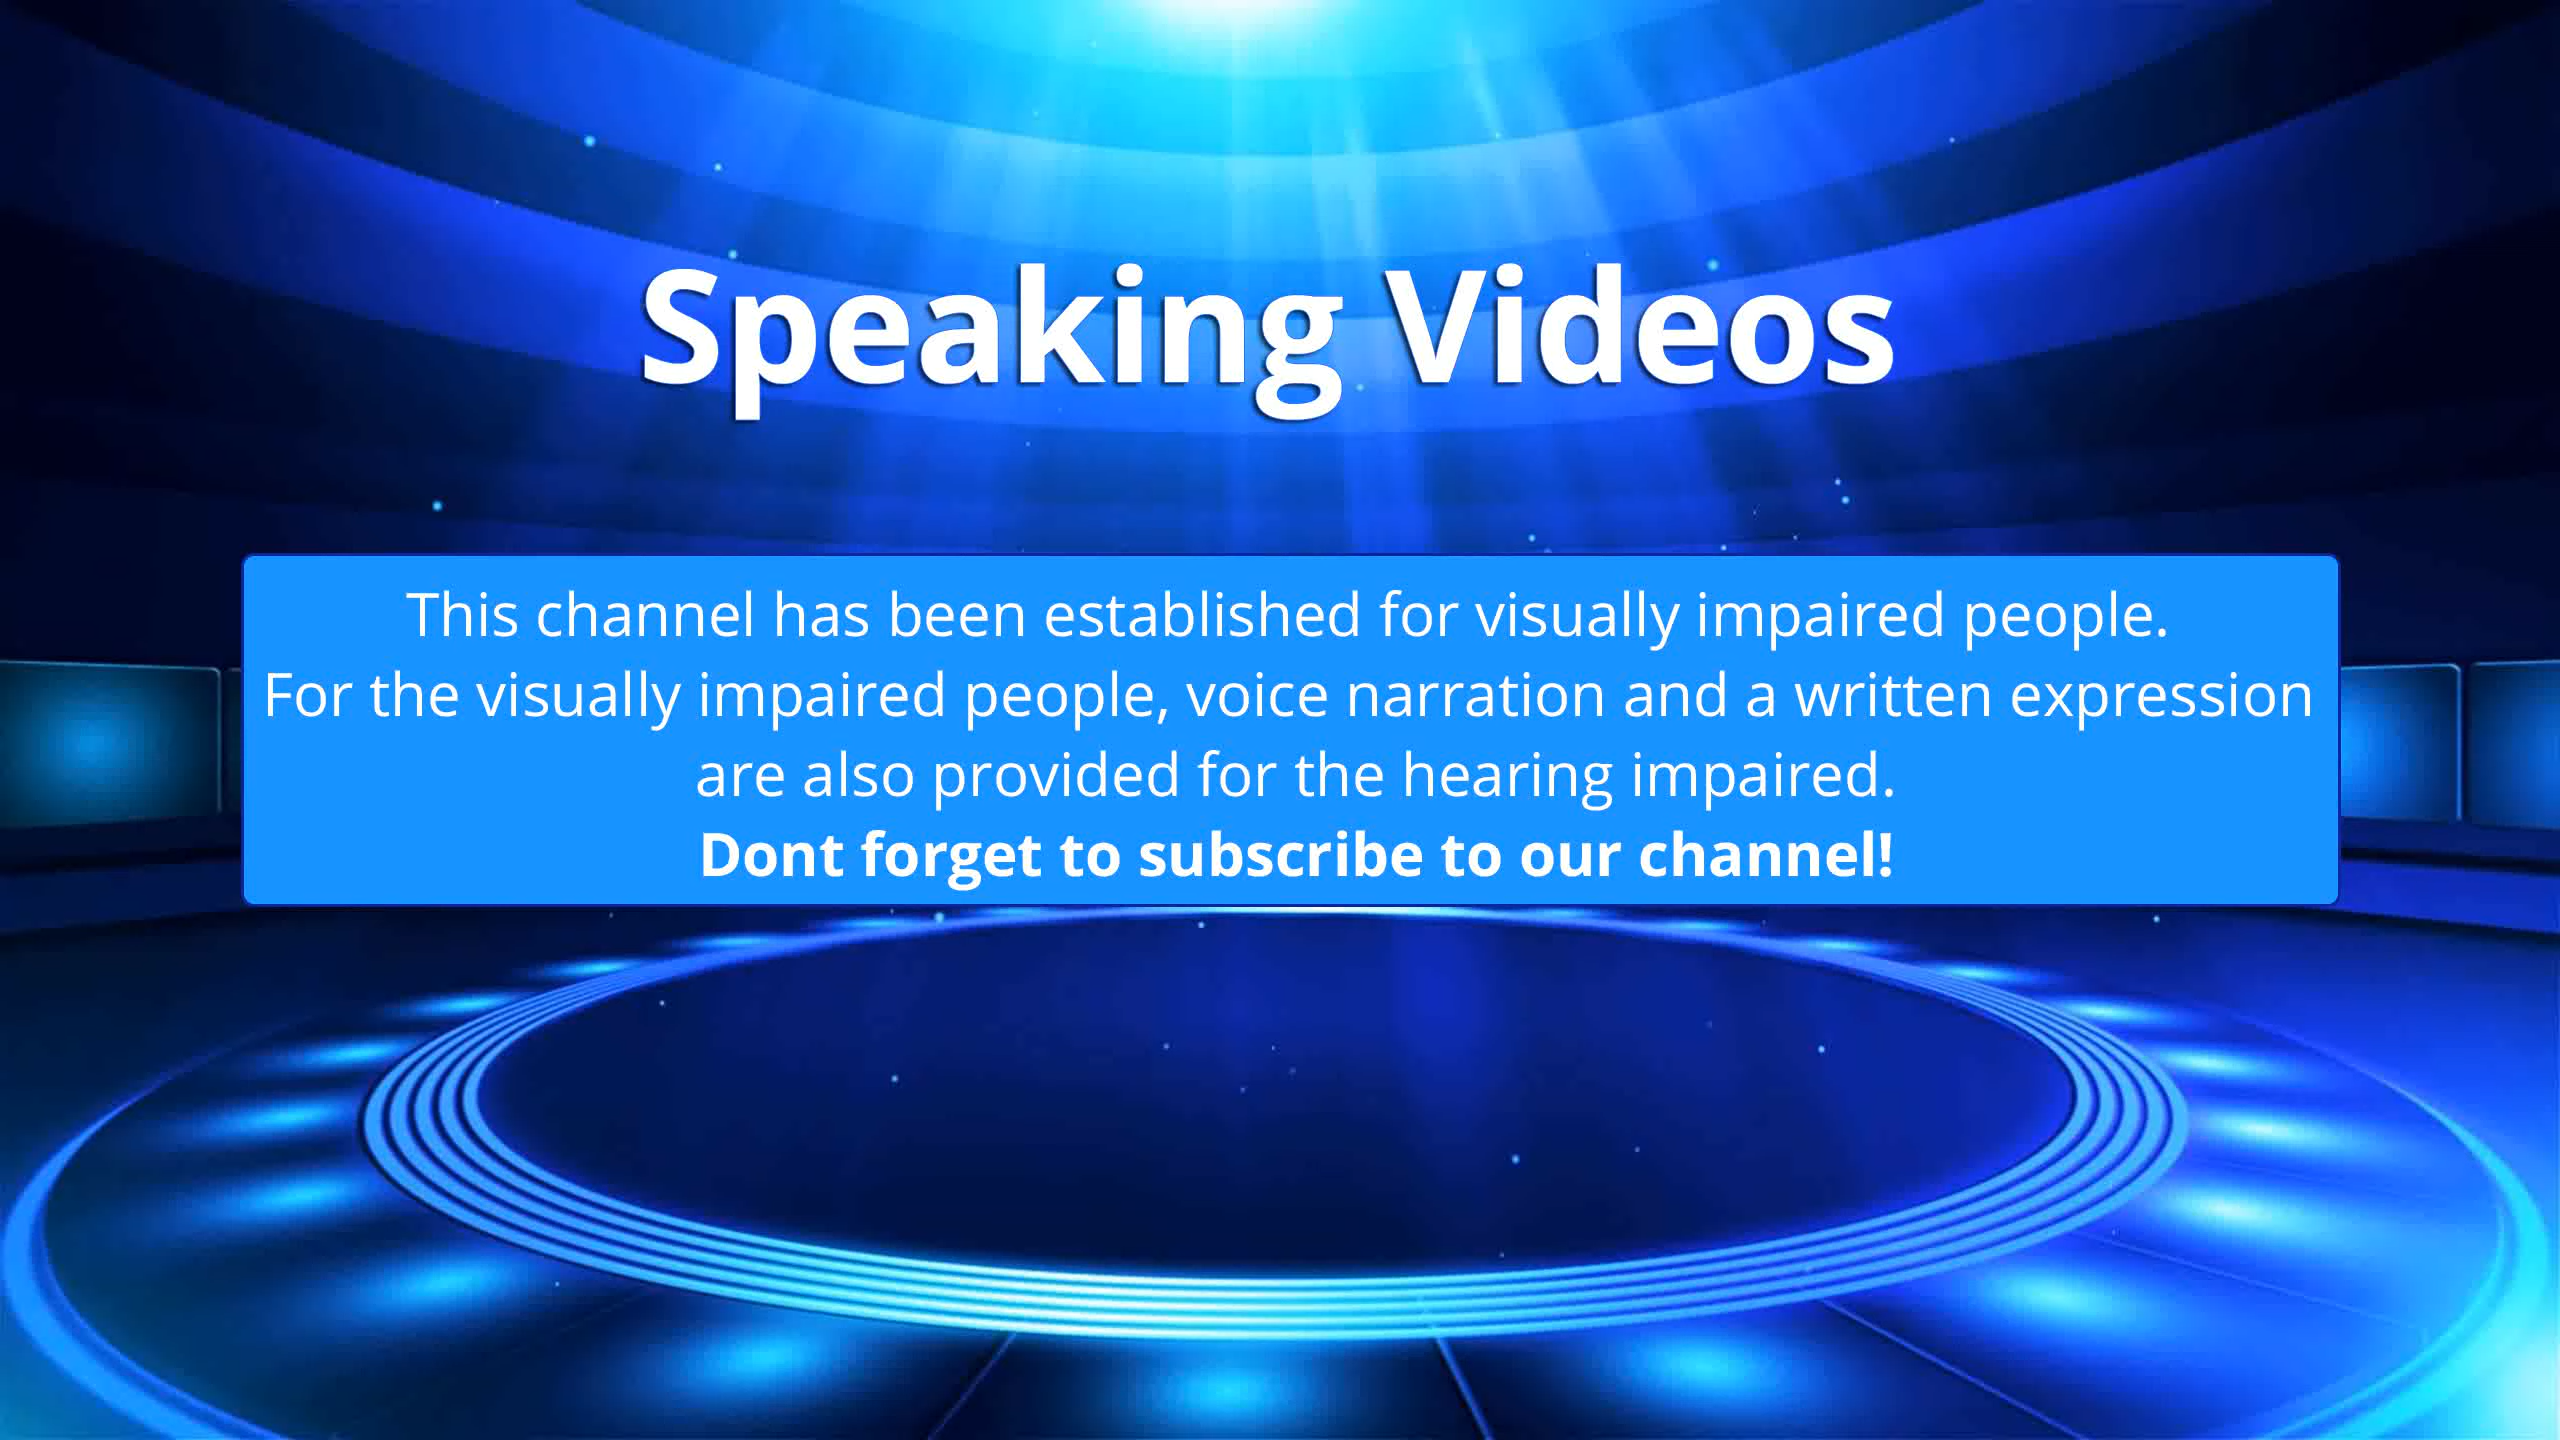 Speaking Videos
This channel has been established for visually impaired people.
For the visually impaired people, voice narration and a written expression
are also provided for the hearing impaired.
Dont forget to subscribe to our channel!